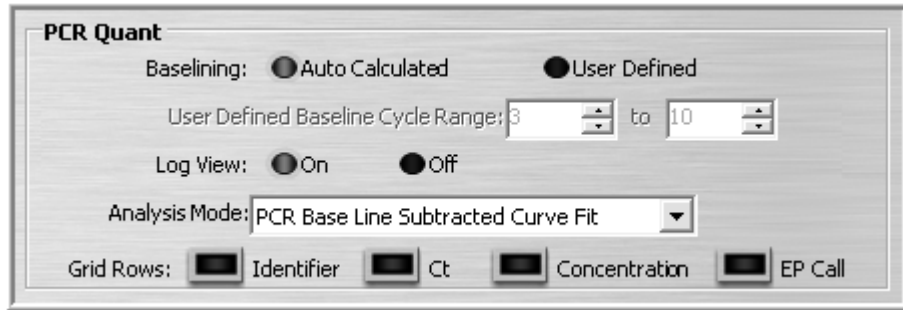 PCR Quant
Baselining: Auto Calculated User Defined
User Defined Baseline Cycle Range: 3 to 10
Log View: On Off
Analysis Mode: PCR Base Line Subtracted Curve Fit
Grid Rows: Identifier Ct Concentration EP Call